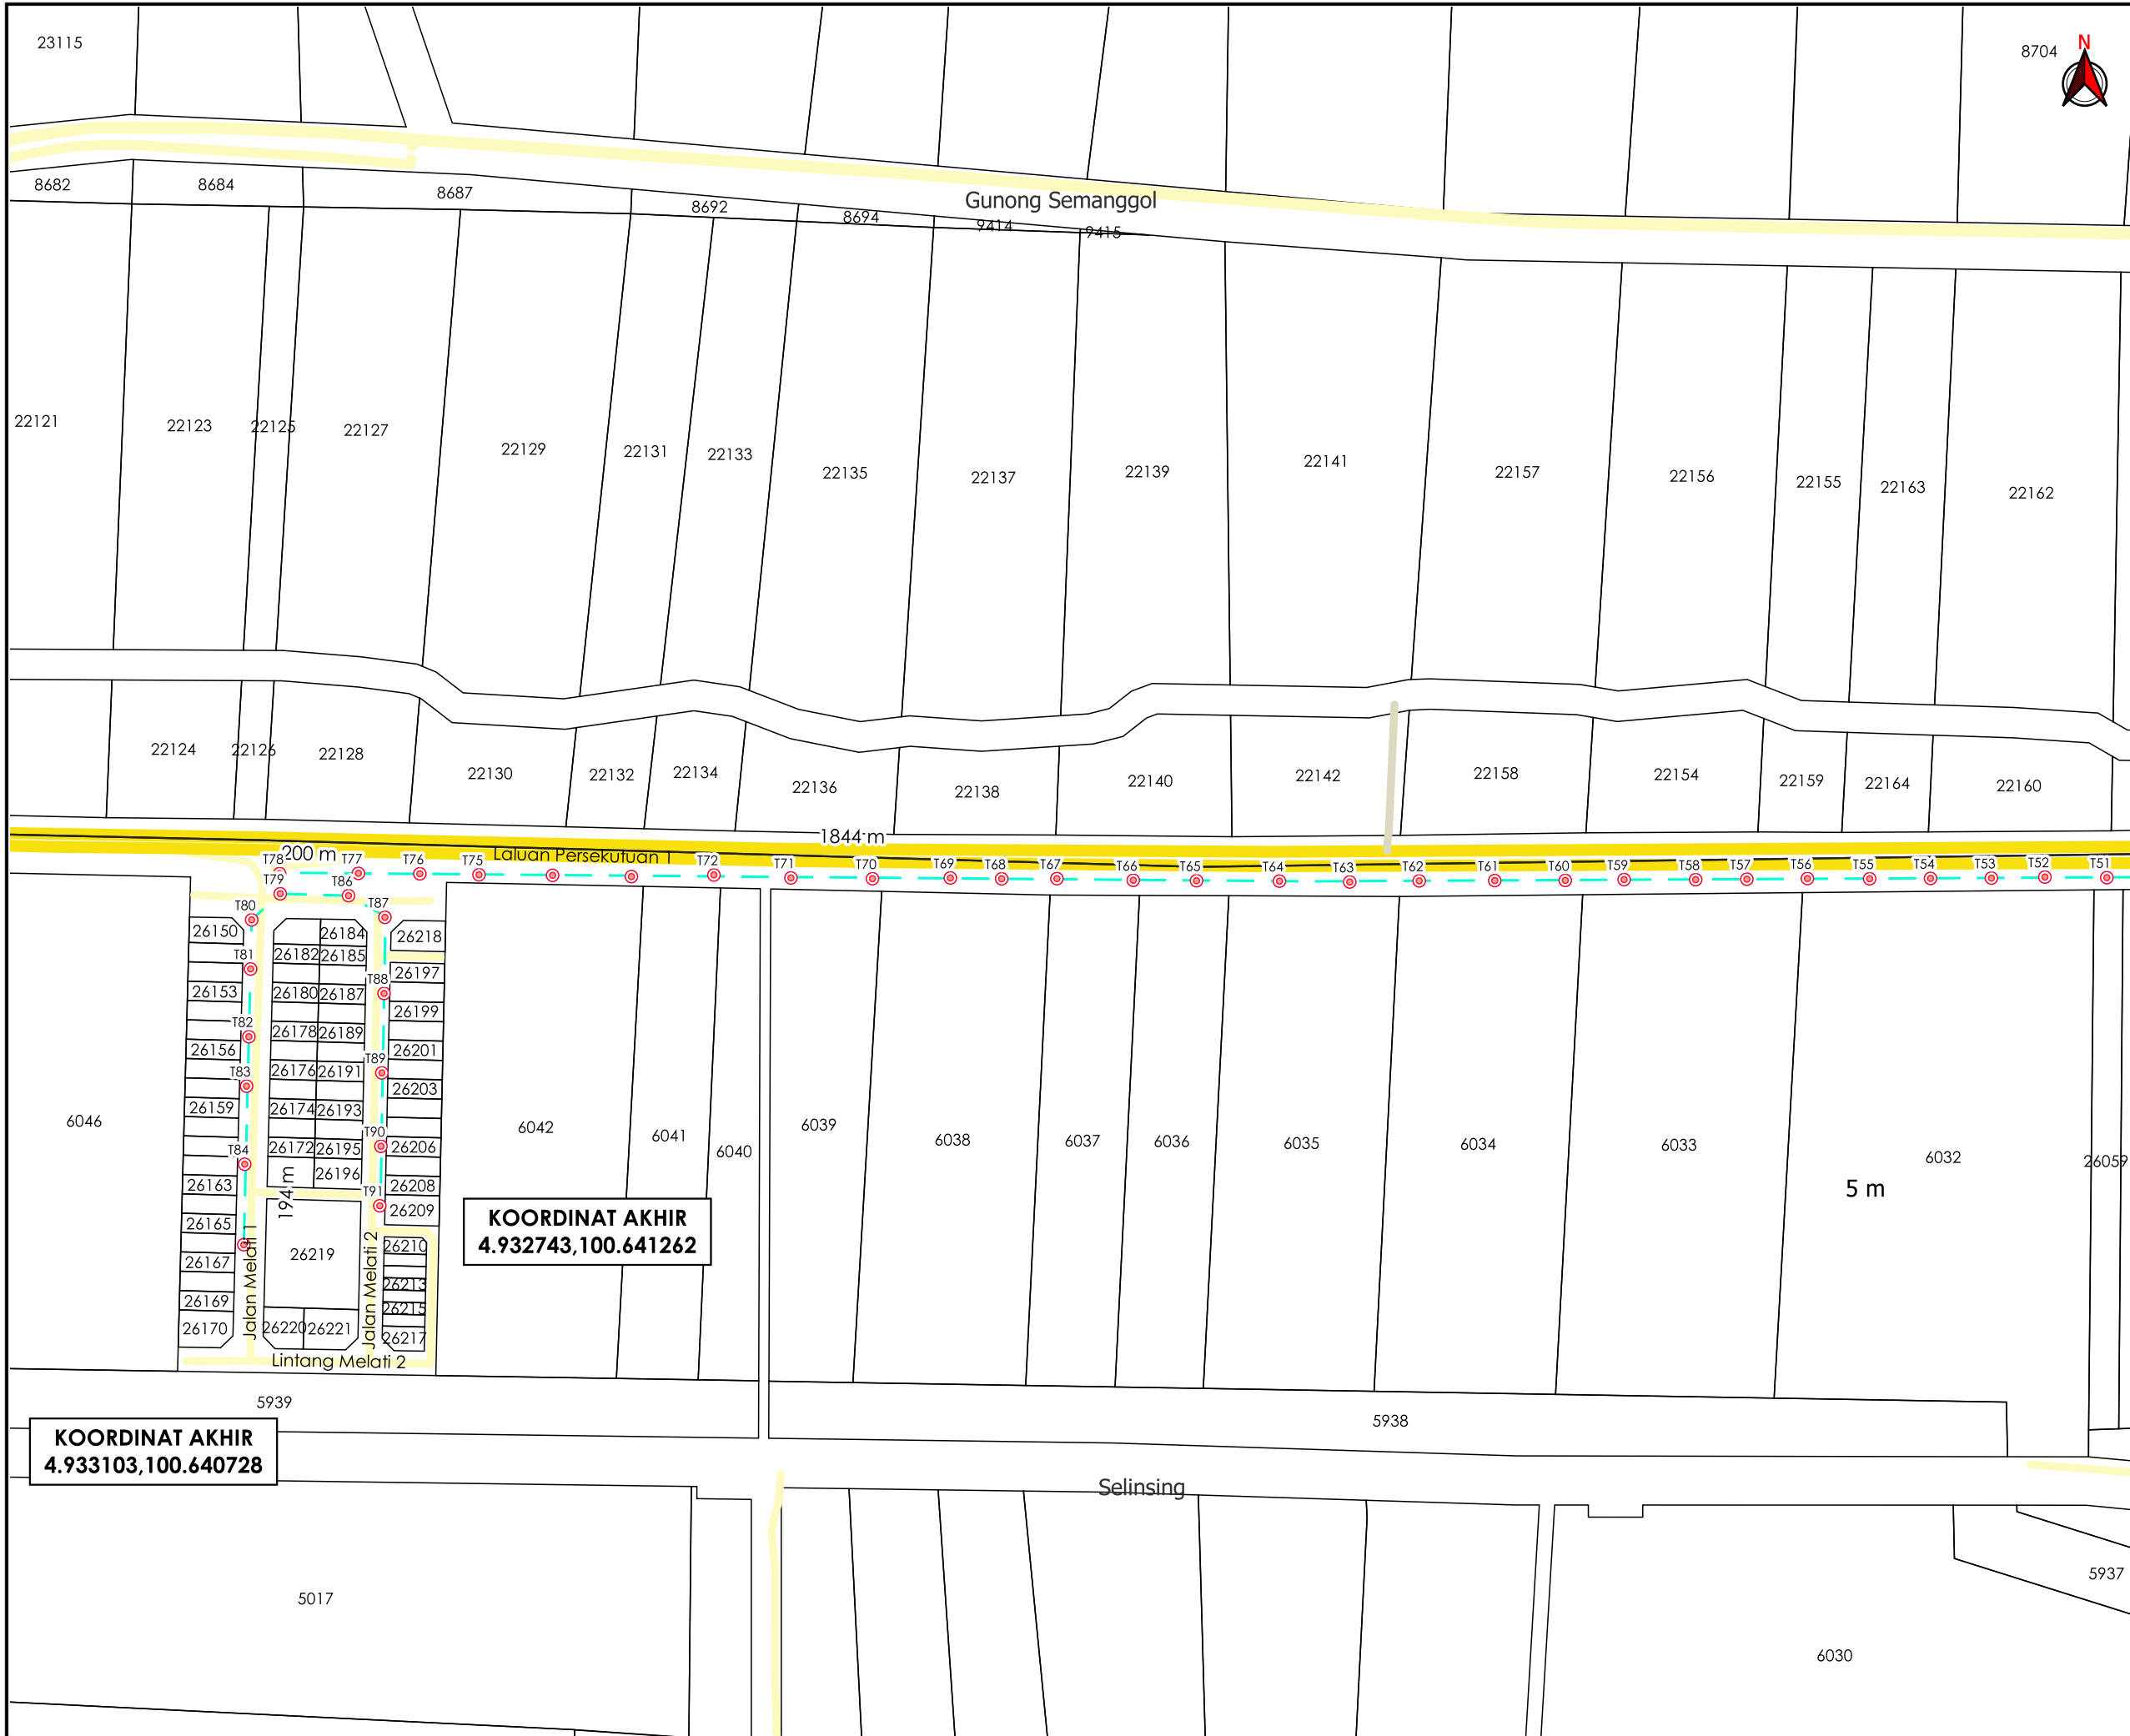 23115
8704
N
8682
8684
8687
8692
8694
9414
9415
Gunong Semanggol
22121
22123
22125
22127
22129
22131
22133
22135
22137
22139
22141
22157
22156
22155
22163
22162
22124
22126
22128
22130
22132
22134
22136
22138
22140
22142
22158
22154
22159
22164
22160
1844 m
200 m
Laluan Persekutuan 1
T78
T77
T76
T75
T72
T71
T70
T69
T68
T67
T66
T65
T64
T63
T62
T61
T60
T59
T58
T57
T56
T55
T54
T53
T52
T51
T79
T86
T80
T87
26150
26184
26218
26182
26185
T81
26197
26153
26180
26187
T88
26199
T82
26178
26189
26156
26201
T89
T83
26176
26191
26203
26159
26174
26193
T90
T84
26172
26195
26206
26196
26163
26208
T91
194 m
26209
26165
26219
26210
26167
26213
26169
26215
26170
26220
26221
26217
Jalan Melati 1
Jalan Melati 2
Lintang Melati 2
6046
6042
6041
6040
6039
6038
6037
6036
6035
6034
6033
6032
26059
5 m
KOORDINAT AKHIR
4.932743,100.641262
5939
5938
KOORDINAT AKHIR
4.933103,100.640728
Selinsing
5017
5937
6030